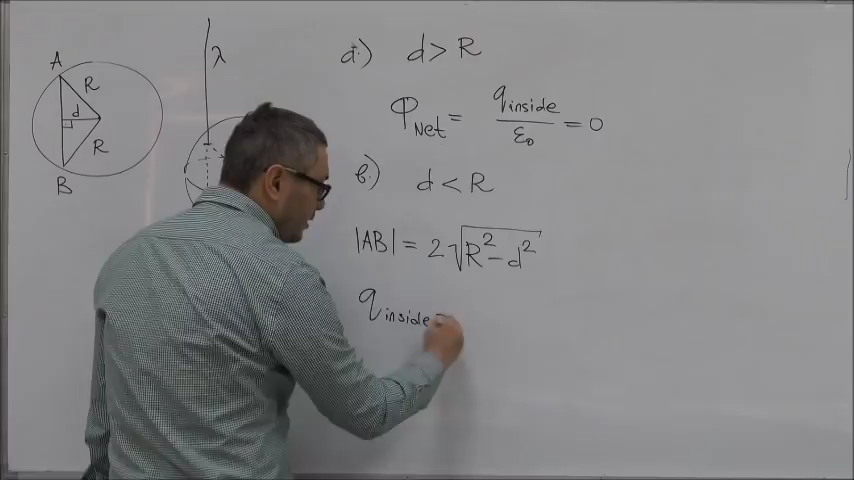 A
R
d
R
B
λ
a.) d > R
Φ_Net = q_inside / ε₀ = 0
b.) d < R
|AB| = 2√(R² - d²)
q_inside =